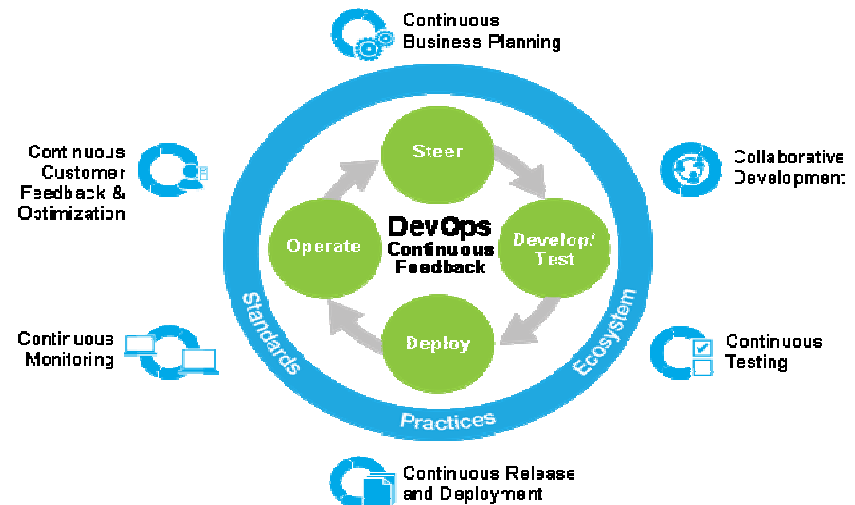 Continuous
Business Planning
Continuous
Customer
Feedback &
Optimization
Steer
Collaborative
Development
Operate
DevOps
Continuous
Feedback
Develop/
Test
Standards
Ecosystem
Continuous
Monitoring
Deploy
Continuous
Testing
Practices
Continuous Release
and Deployment